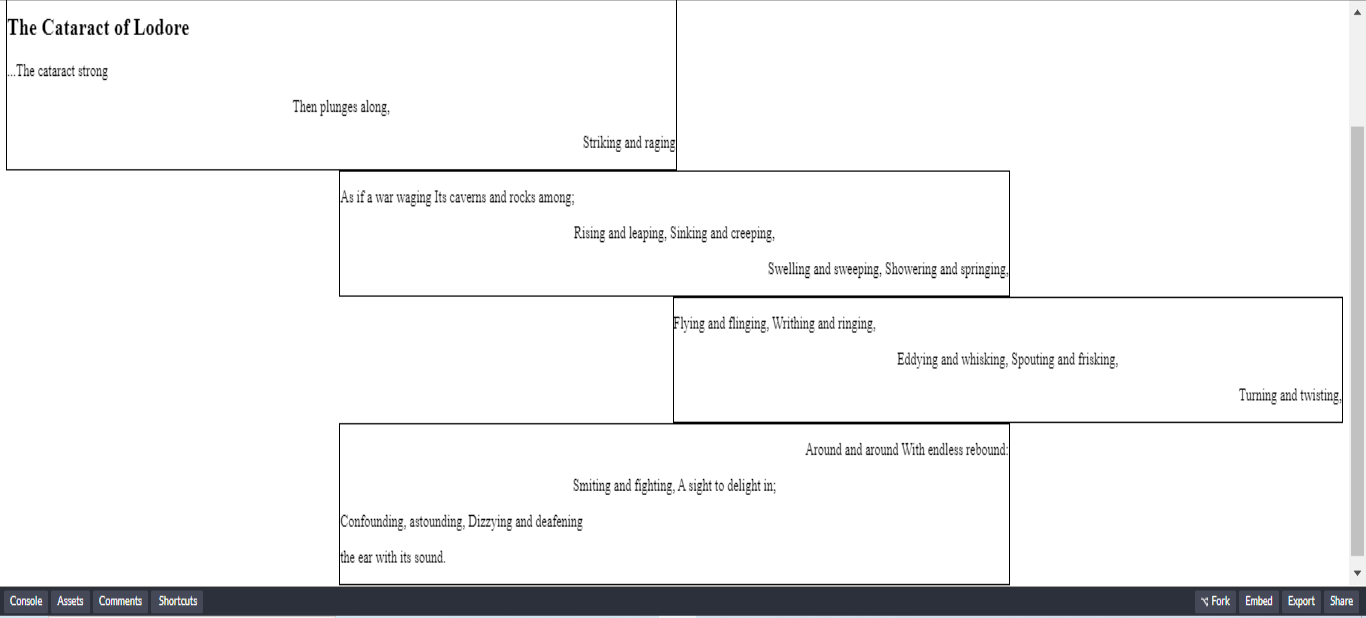 The Cataract of Lodore
...The cataract strong
Then plunges along,
Striking and raging
As if a war waging Its caverns and rocks among;
Rising and leaping, Sinking and creeping,
Swelling and sweeping, Showering and springing,
Flying and flinging, Writhing and ringing,
Eddying and whisking, Spouting and frisking,
Turning and twisting,
Around and around With endless rebound:
Smiting and fighting, A sight to delight in;
Confounding, astounding, Dizzying and deafening
the ear with its sound.
Console Assets Comments Shortcuts Fork Embed Export Share